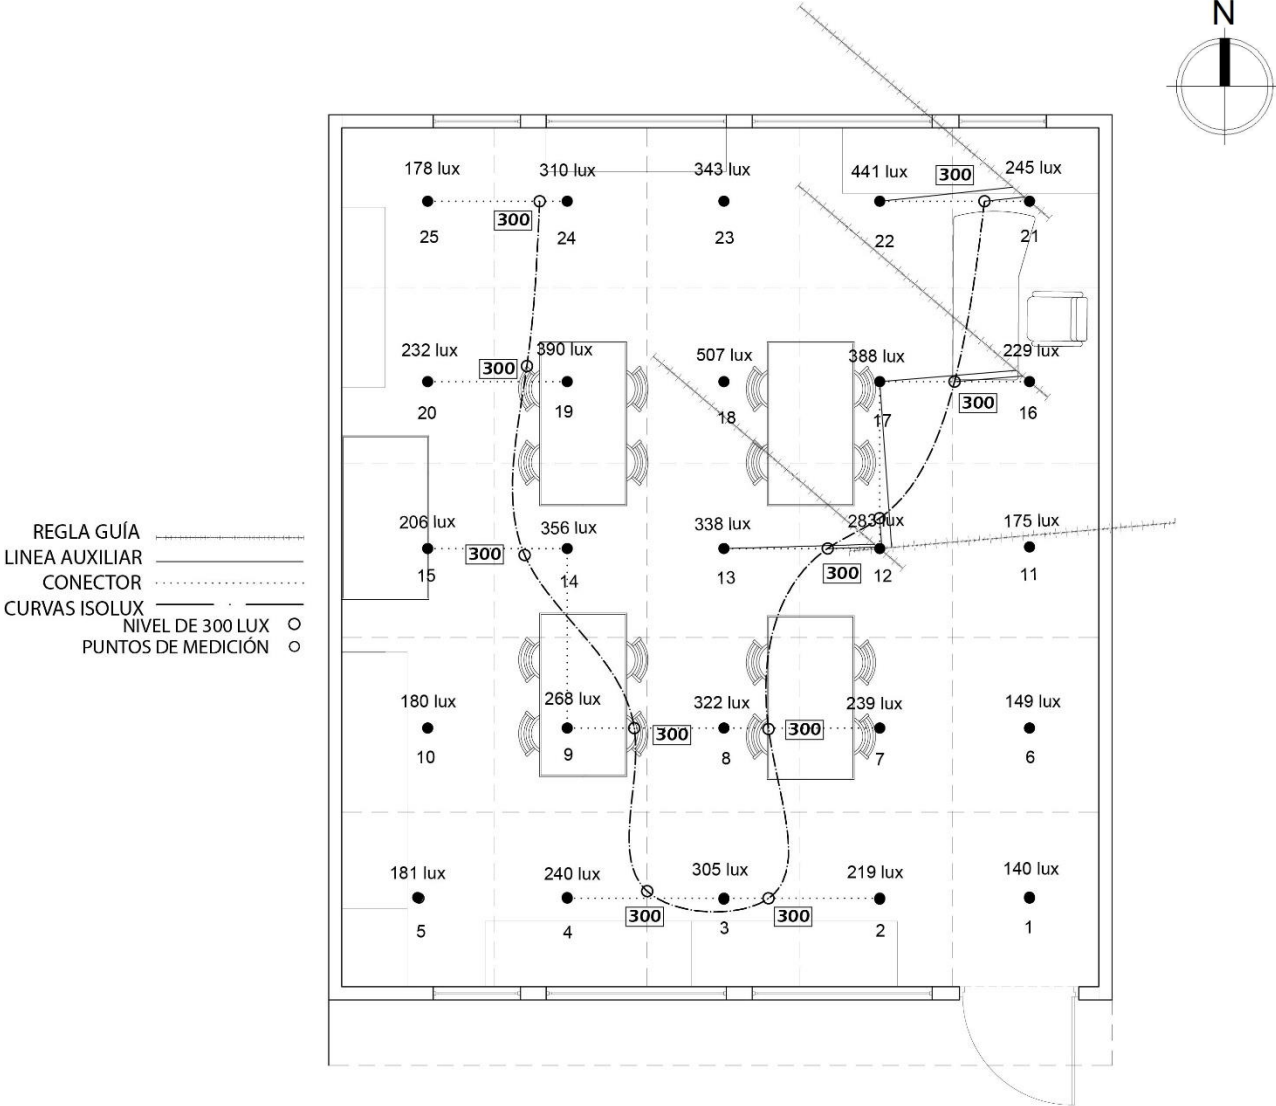 N
178 lux 310 lux 343 lux 441 lux 300 245 lux
300
25 24 23 22 21
232 lux 300 390 lux 507 lux 388 lux 229 lux
20 19 18 17 300 16
206 lux 356 lux 338 lux 283 lux 175 lux
300
15 14 13 300 12 11
REGLA GUÍA
LINEA AUXILIAR
CONECTOR
CURVAS ISOLUX
NIVEL DE 300 LUX
PUNTOS DE MEDICIÓN
180 lux 268 lux 322 lux 239 lux 149 lux
300 300
10 9 8 7 6
181 lux 240 lux 305 lux 219 lux 140 lux
300 300
5 4 3 2 1